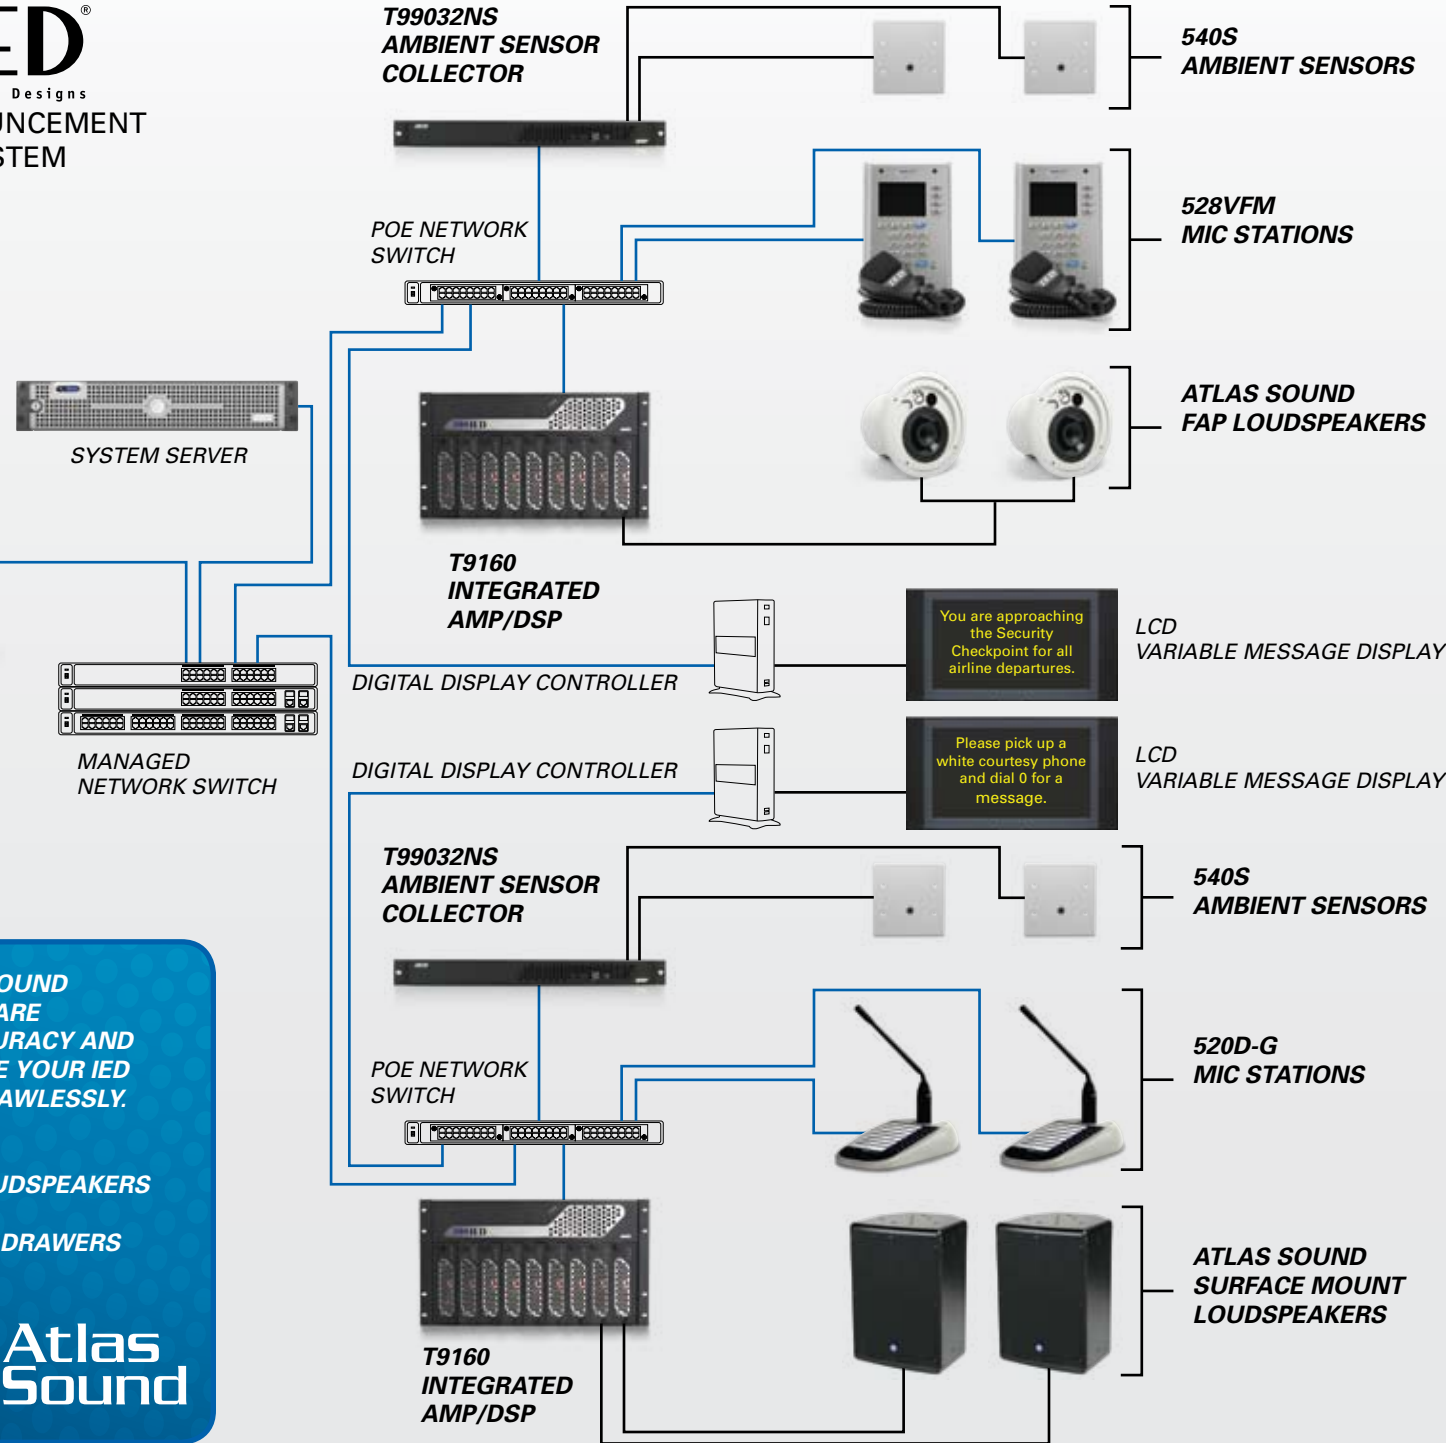 Designs
STEM
T99032NS
AMBIENT SENSOR
COLLECTOR
540S
AMBIENT SENSORS
POE NETWORK
SWITCH
528VFM
MIC STATIONS
SYSTEM SERVER
ATLAS SOUND
FAP LOUDSPEAKERS
T9160
INTEGRATED
AMP/DSP
You are approaching
the Security
Checkpoint for all
airline departures.
LCD
VARIABLE MESSAGE DISPLAY
DIGITAL DISPLAY CONTROLLER
MANAGED
NETWORK SWITCH
DIGITAL DISPLAY CONTROLLER
Please pick up a
white courtesy phone
and dial 0 for a
message.
LCD
VARIABLE MESSAGE DISPLAY
T99032NS
AMBIENT SENSOR
COLLECTOR
540S
AMBIENT SENSORS
POE NETWORK
SWITCH
520D-G
MIC STATIONS
T9160
INTEGRATED
AMP/DSP
ATLAS SOUND
SURFACE MOUNT
LOUDSPEAKERS
OUND
ARE
URACY AND
E YOUR IED
AWLESSLY.
UDSPEAKERS
DRAWERS
Atlas
Sound